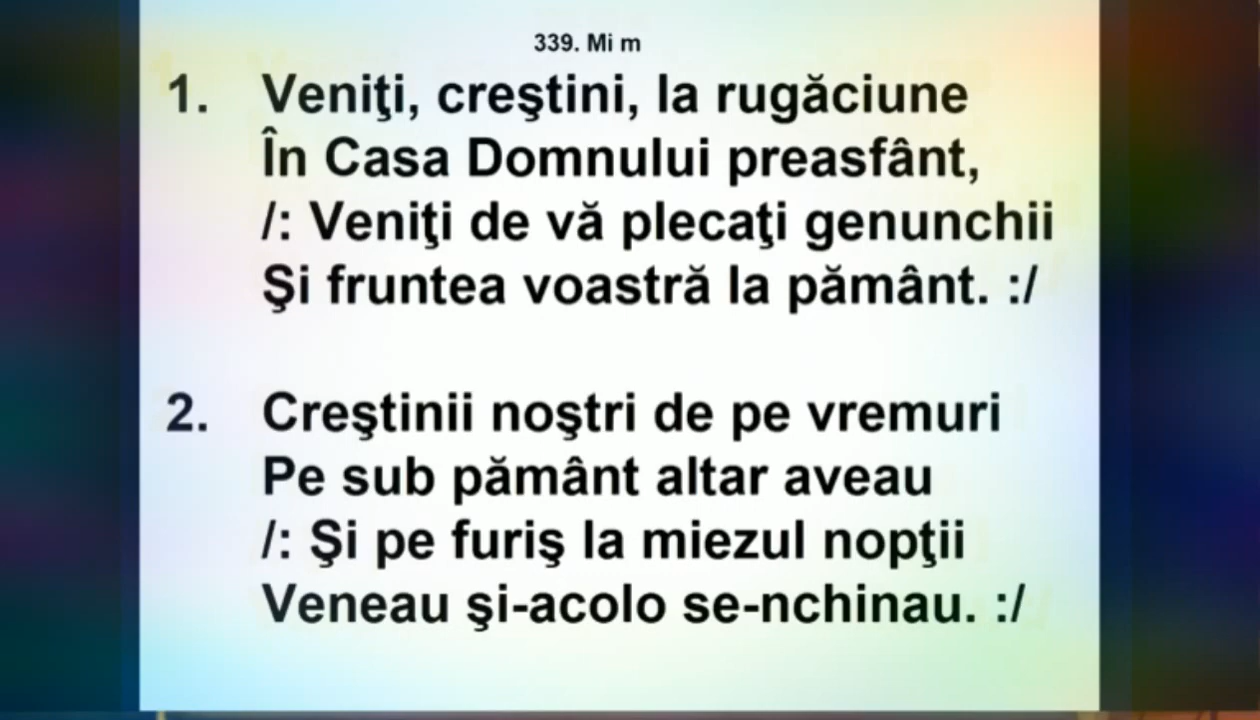 339. Mi m
1. Veniţi, creştini, la rugăciune
În Casa Domnului preasfânt,
/: Veniţi de vă plecaţi genunchii
Şi fruntea voastră la pământ. :/
2. Creştinii noştri de pe vremuri
Pe sub pământ altar aveau
/: Şi pe furiş la miezul nopţii
Veneau şi-acolo se-nchinau. :/